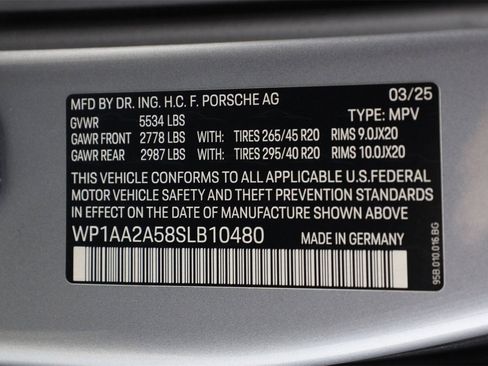 MFD BY DR. ING. H.C. F. PORSCHE AG 03/25
GVWR 5534 LBS TYPE: MPV
GAWR FRONT 2778 LBS WITH: TIRES 265/45 R20 RIMS 9.0JX20
GAWR REAR 2987 LBS WITH: TIRES 295/40 R20 RIMS 10.0JX20
THIS VEHICLE CONFORMS TO ALL APPLICABLE U.S.FEDERAL
MOTOR VEHICLE SAFETY AND THEFT PREVENTION STANDARDS
IN EFFECT ON THE DATE OF MANUFACTURE SHOWN ABOVE.
WP1AA2A58SLB10480 MADE IN GERMANY
95B.010.016.BG